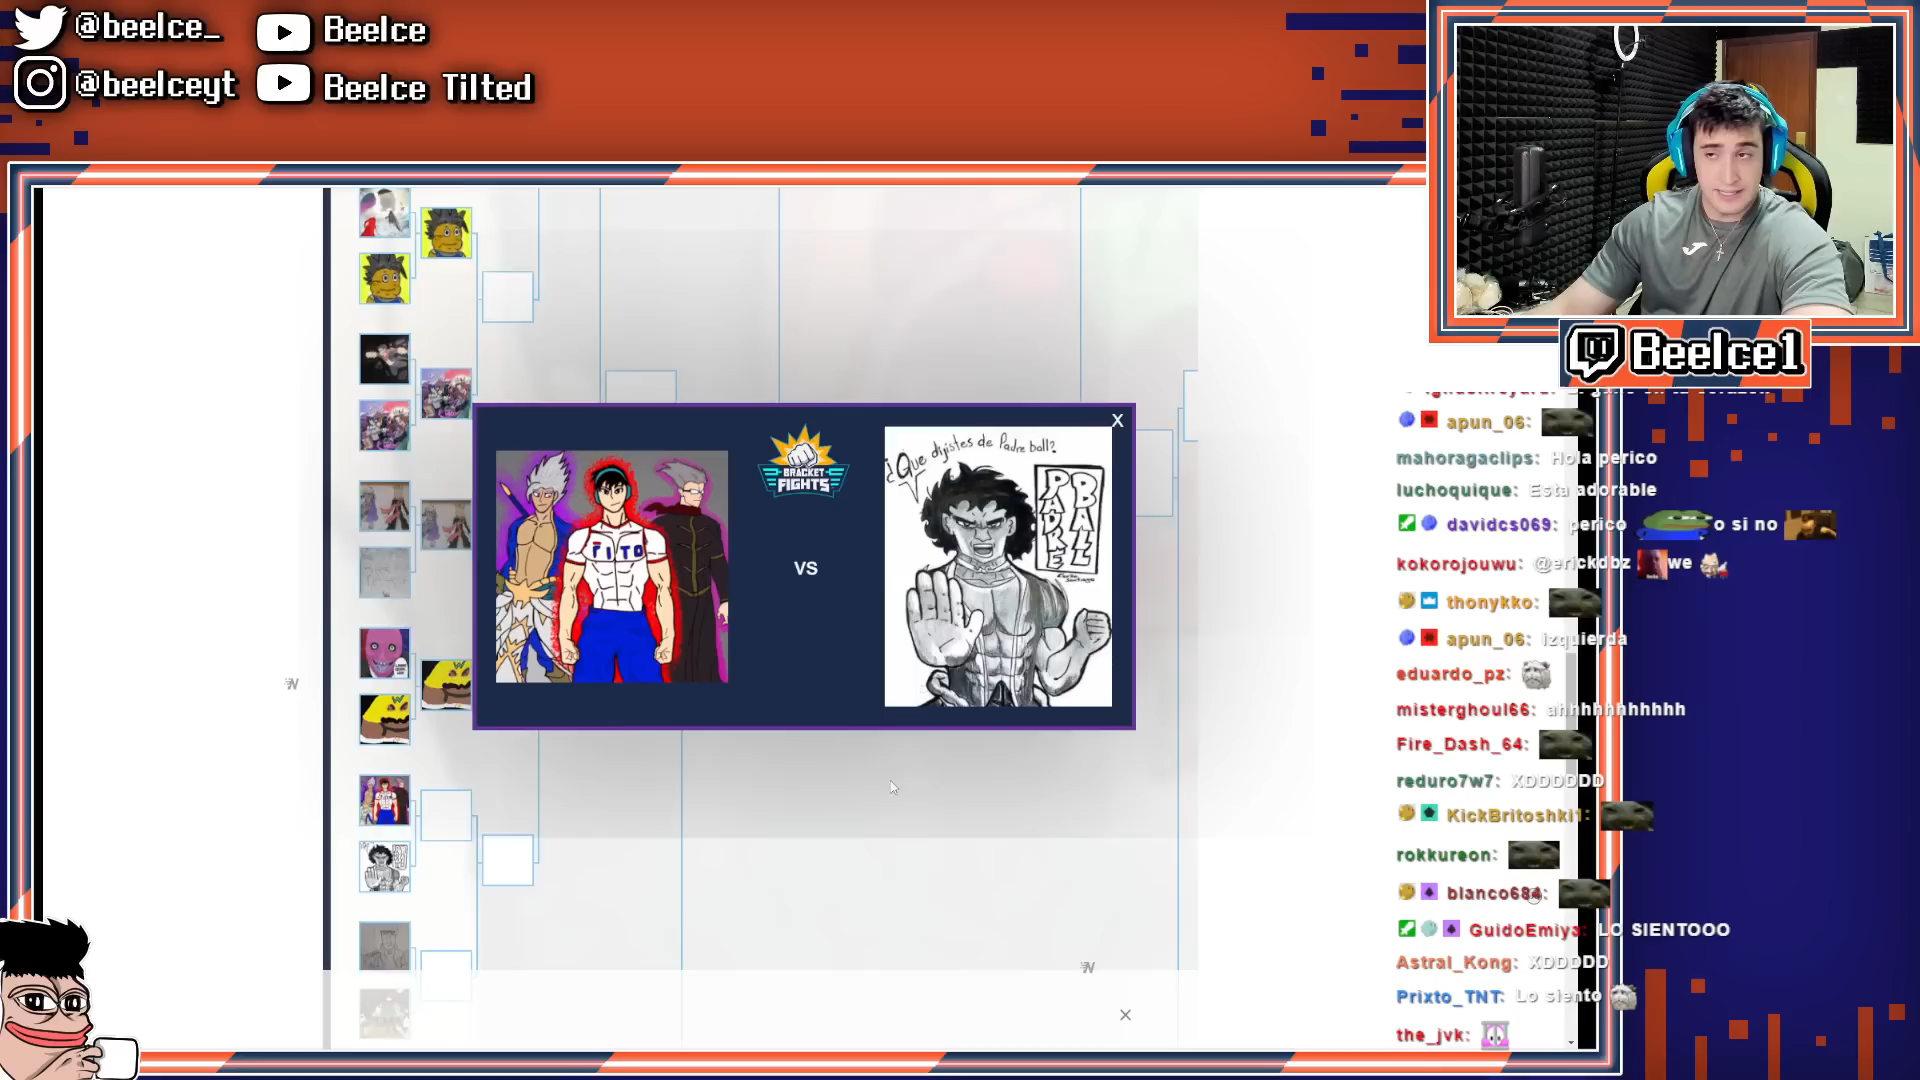 @beelce_
Beelce
@beelceyt
Beelce Tilted
Beelce1
X
¿Que dijistes de Padre ball?
PADRE BALL
BRACKET
FIGHTS
VS
FITO
apun_06:
mahoragaclips: Hola perico
luchoquique: Esta adorable
davidcs069: perico o si no
kokorojouwu: @erickdbz we
thonykko:
apun_06: izquierda
eduardo_pz:
misterghoul66: ahhhhhhhhhhh
Fire_Dash_64:
reduro7w7: XDDDDDD
KickBritoshki1:
rokkureon:
blanco684:
GuidoEmiya: LO SIENTOOO
Astral_Kong: XDDDDD
Prixto_TNT: Lo siento
the_jvk: